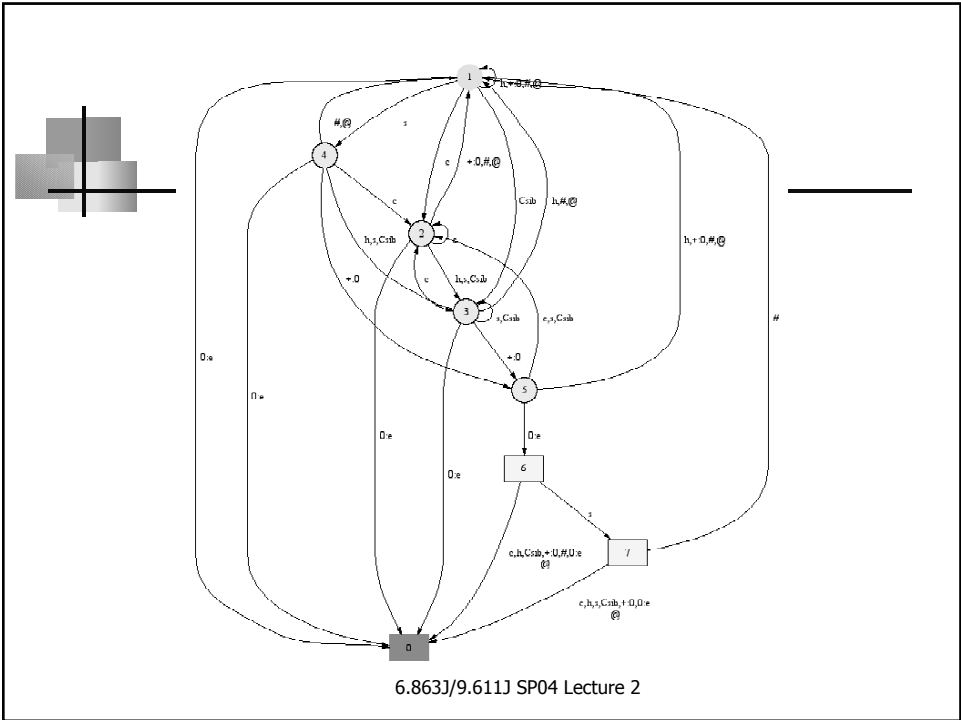 1
h,+:0,#,@
#,@
s
4
c
+:0,#,@
Csib
h,#,@
c
2
h,s,Csib
h,+:0,#,@
+:0
c
h,s,Csib
3
s,Csib
c,s,Csib
#
+:0
0:e
5
0:e
0:e
0:e
0:e
6
s
c,h,Csib,+:0,#,0:e
@
7
c,h,s,Csib,+:0,0:e
@
0
6.863J/9.611J SP04 Lecture 2